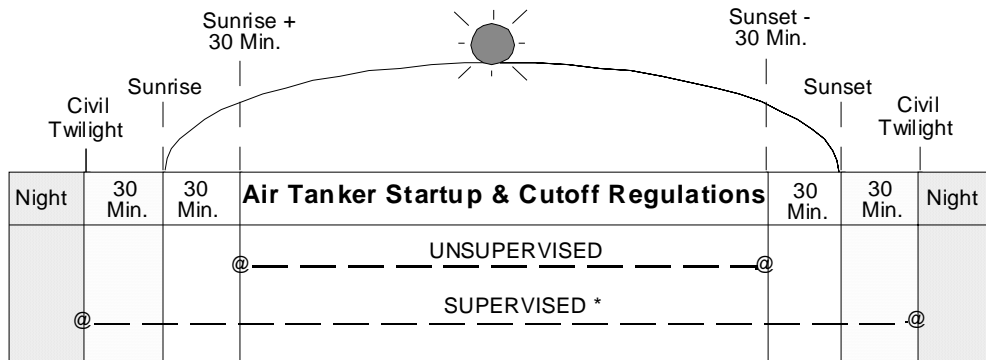 Sunrise +
30 Min.
Sunset -
30 Min.
Sunrise
Sunset
Civil
Twilight
Civil
Twilight
Night
30
Min.
30
Min.
Air Tanker Startup & Cutoff Regulations
30
Min.
30
Min.
Night
UNSUPERVISED
@
@
SUPERVISED *
@
@